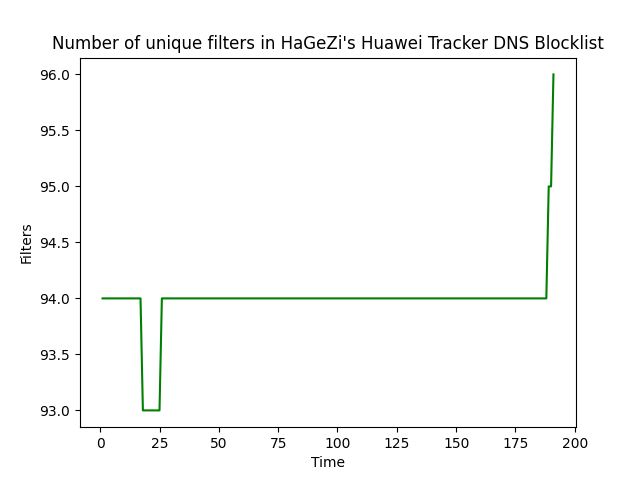 Number of unique filters in HaGeZi's Huawei Tracker DNS Blocklist
96.0
95.5
95.0
94.5
94.0
93.5
93.0
Filters
0 25 50 75 100 125 150 175 200
Time